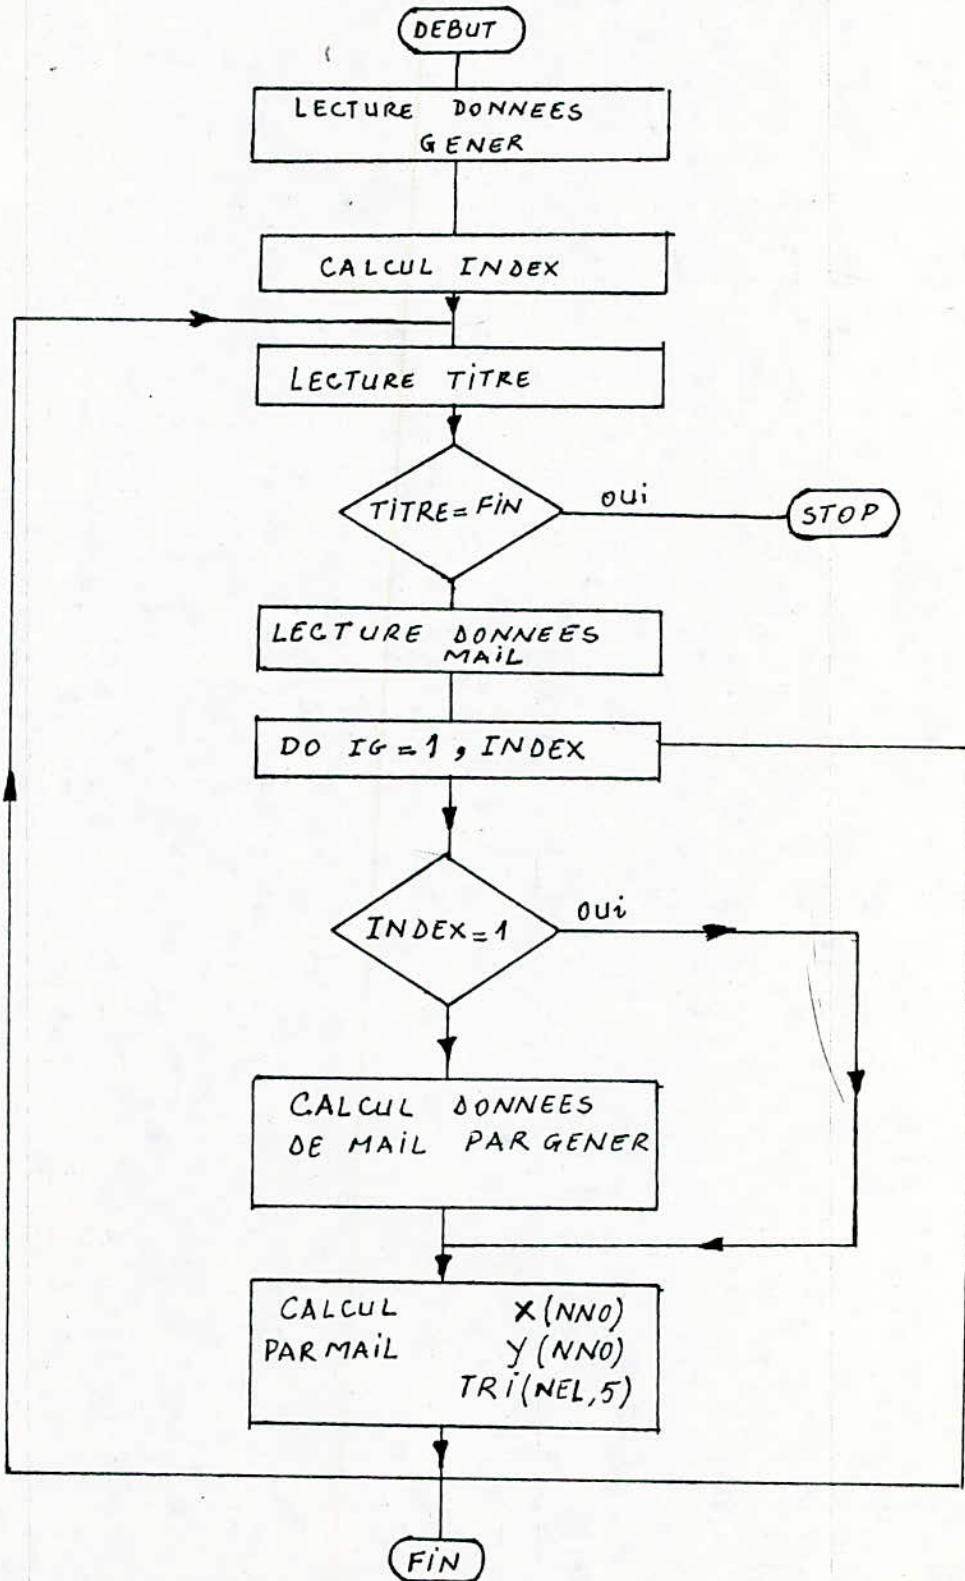 DEBUT
LECTURE DONNEES
GENER
CALCUL INDEX
LECTURE TITRE
TITRE=FIN
OUI
STOP
LECTURE DONNEES
MAIL
DO IG=1, INDEX
INDEX=1
OUI
CALCUL DONNEES
DE MAIL PAR GENER
CALCUL X(NNO)
PAR MAIL Y(NNO)
TRI(NEL,5)
FIN